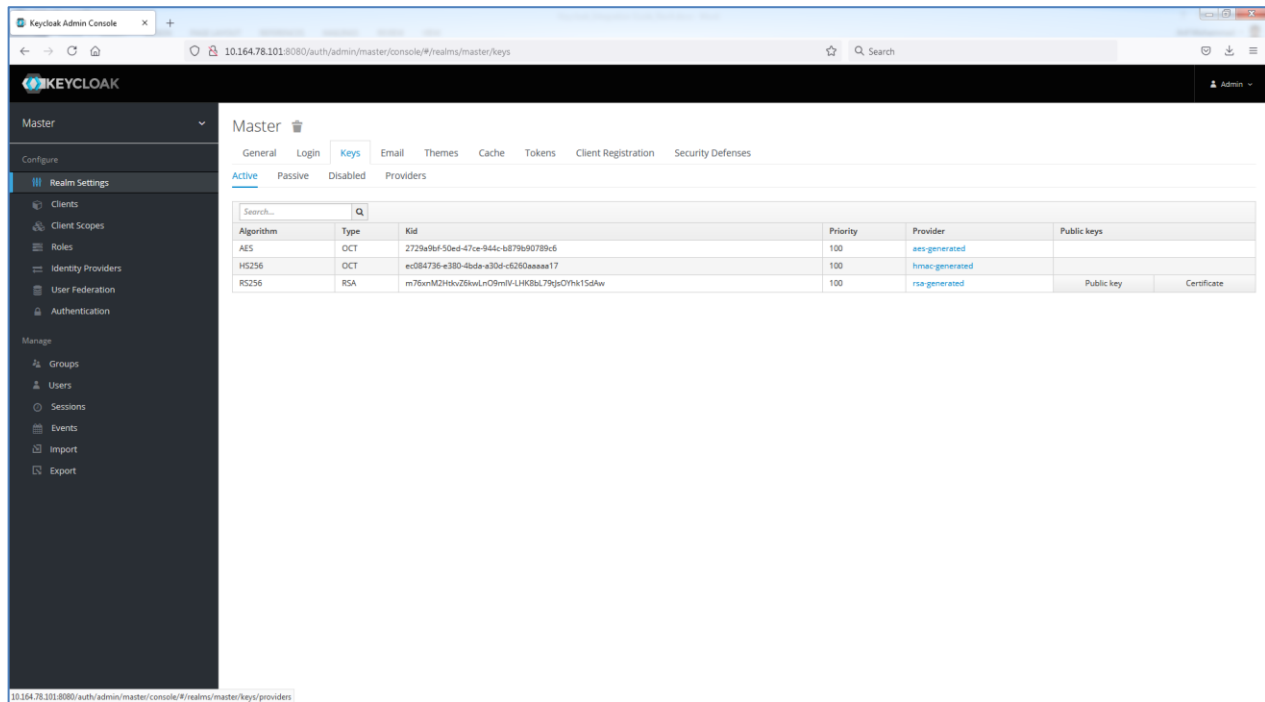 Keycloak Admin Console
10.164.78.101:8080/auth/admin/master/console/#/realms/master/keys
Search
KEYCLOAK
Admin
Master
Configure
Realm Settings
Clients
Client Scopes
Roles
Identity Providers
User Federation
Authentication
Manage
Groups
Users
Sessions
Events
Import
Export
Master
General Login Keys Email Themes Cache Tokens Client Registration Security Defenses
Active Passive Disabled Providers
Search...
Algorithm Type Kid Priority Provider Public keys
AES OCT 2729a9bf-50ed-47ce-944c-b879b90789c6 100 aes-generated
HS256 OCT ec084736-e380-4bda-a30d-c6260aaaaa17 100 hmac-generated
RS256 RSA m76xnM2HtkvZ6kwLnO9mlV-LHK8bL79tJsOYhk1SdAw 100 rsa-generated Public key Certificate
10.164.78.101:8080/auth/admin/master/console/#/realms/master/keys/providers